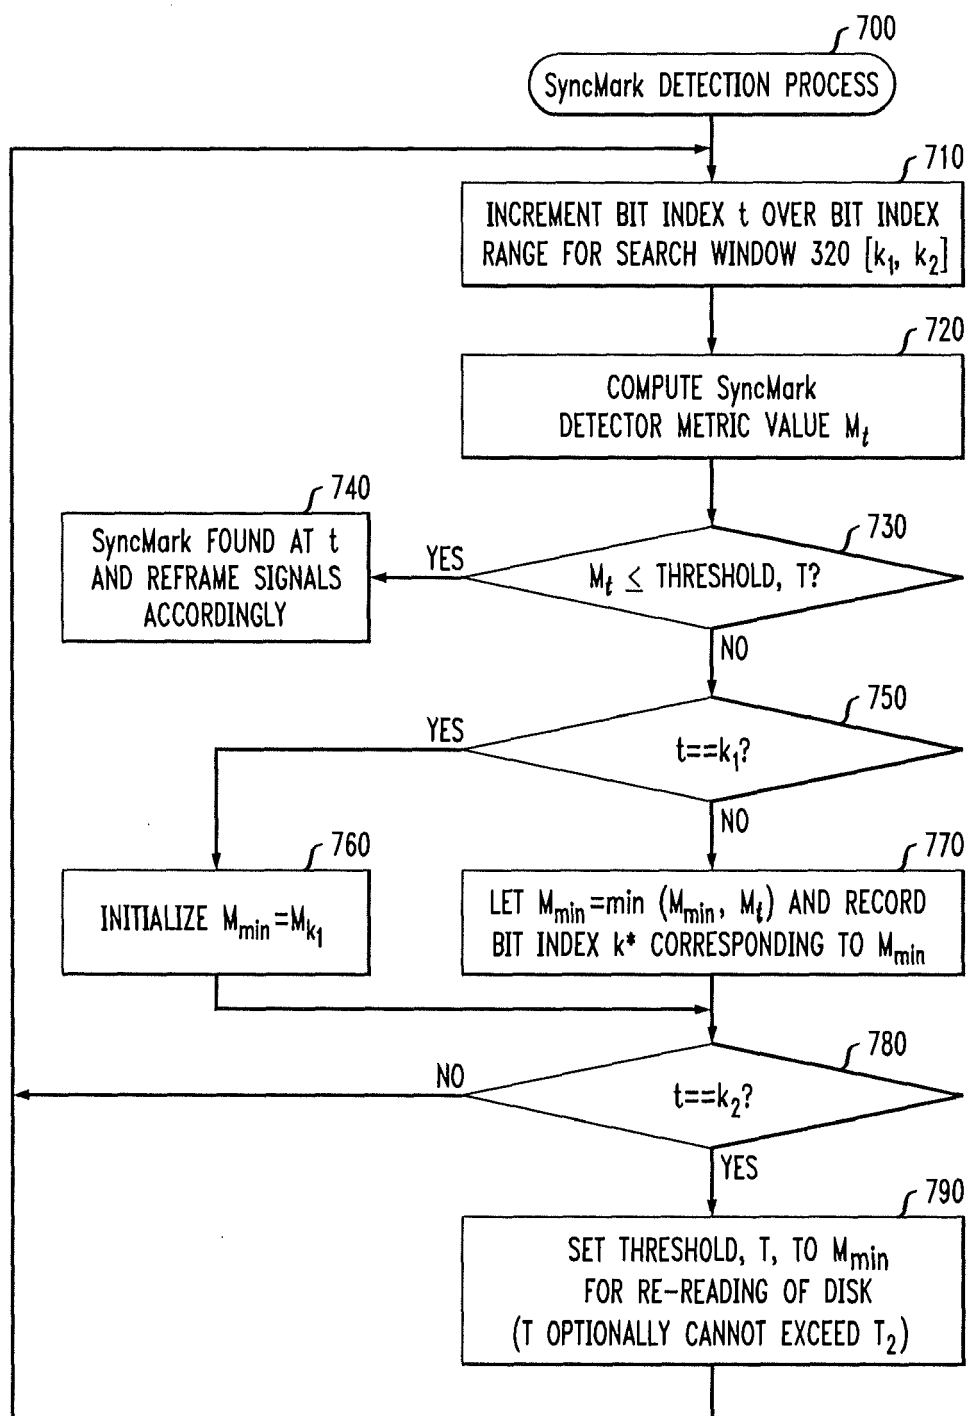 700
SyncMark DETECTION PROCESS
710
INCREMENT BIT INDEX t OVER BIT INDEX
RANGE FOR SEARCH WINDOW 320 [k₁, k₂]
720
COMPUTE SyncMark
DETECTOR METRIC VALUE Mₜ
730
Mₜ ≤ THRESHOLD, T?
YES
740
SyncMark FOUND AT t
AND REFRAME SIGNALS
ACCORDINGLY
NO
750
t==k₁?
YES
NO
760
INITIALIZE Mmin=Mk₁
770
LET Mmin=min (Mmin, Mₜ) AND RECORD
BIT INDEX k* CORRESPONDING TO Mmin
780
t==k₂?
NO
YES
790
SET THRESHOLD, T, TO Mmin
FOR RE-READING OF DISK
(T OPTIONALLY CANNOT EXCEED T₂)